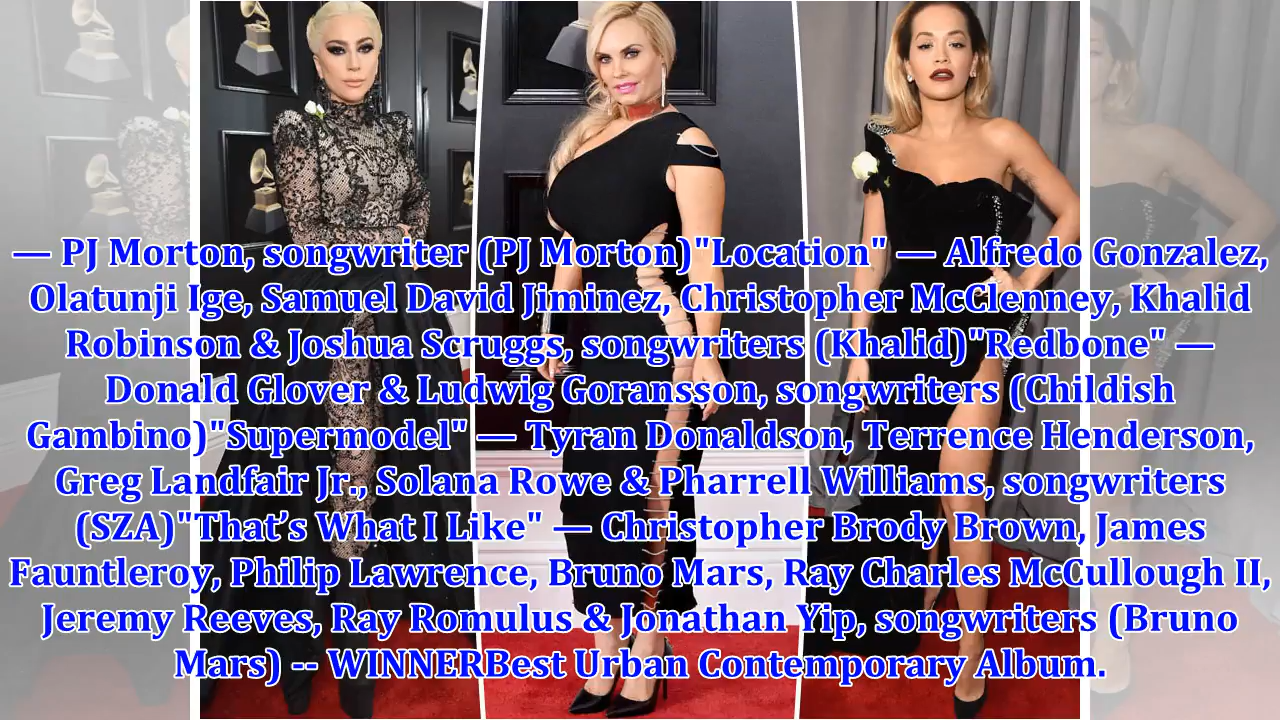 — PJ Morton, songwriter (PJ Morton)"Location" — Alfredo Gonzalez,
Olatunji Ige, Samuel David Jiminez, Christopher McClenney, Khalid
Robinson & Joshua Scruggs, songwriters (Khalid)"Redbone" —
Donald Glover & Ludwig Goransson, songwriters (Childish
Gambino)"Supermodel" — Tyran Donaldson, Terrence Henderson,
Greg Landfair Jr., Solana Rowe & Pharrell Williams, songwriters
(SZA)"That’s What I Like" — Christopher Brody Brown, James
Fauntleroy, Philip Lawrence, Bruno Mars, Ray Charles McCullough II,
Jeremy Reeves, Ray Romulus & Jonathan Yip, songwriters (Bruno
Mars) -- WINNERBest Urban Contemporary Album.